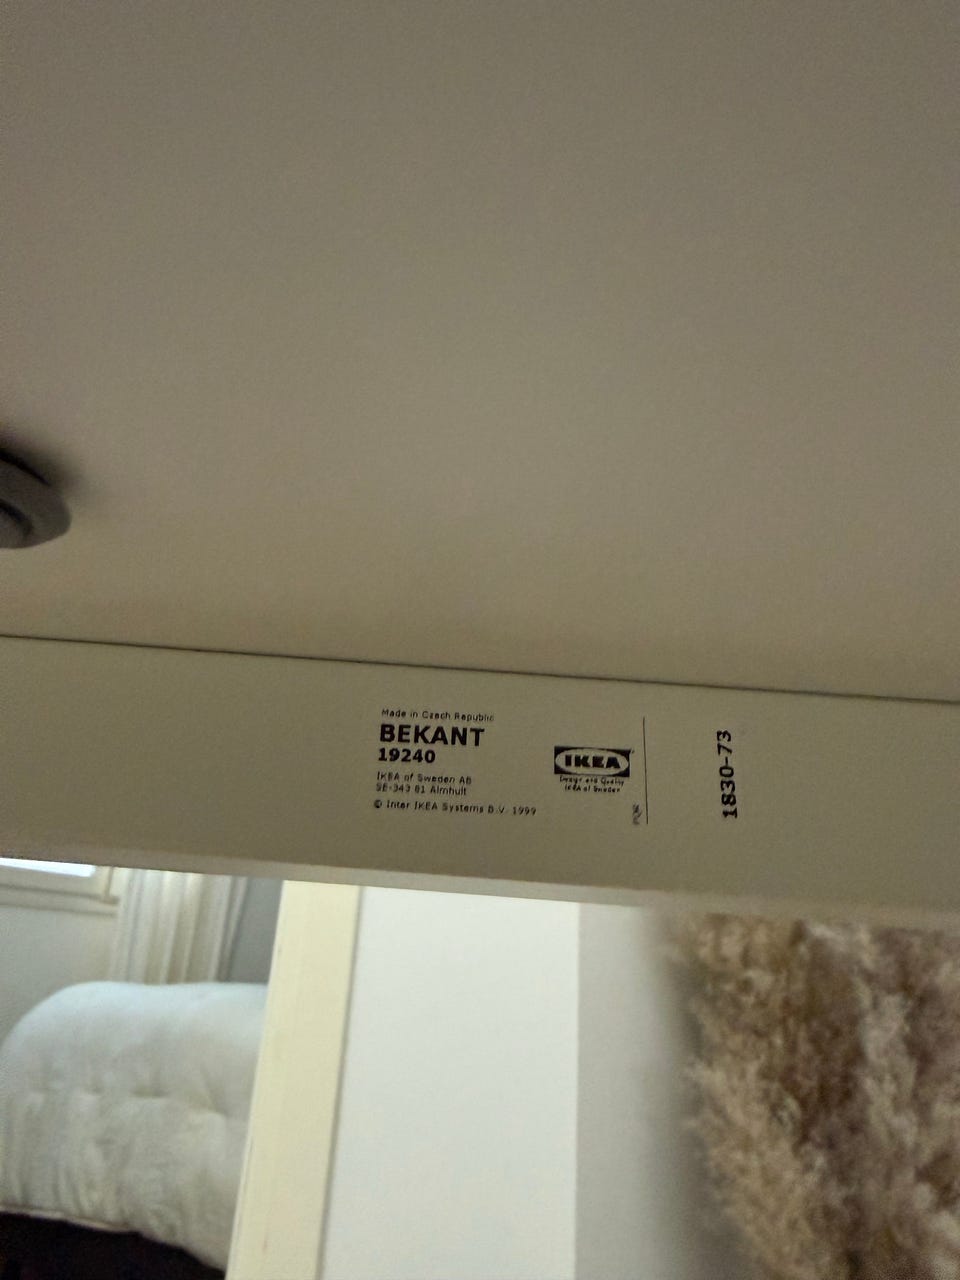 Made in Czech Republic
BEKANT
19240
IKEA of Sweden AB
SE-343 81 Älmhult
© Inter IKEA Systems B.V. 1999
IKEA
Design and Quality
IKEA of Sweden
1830-73